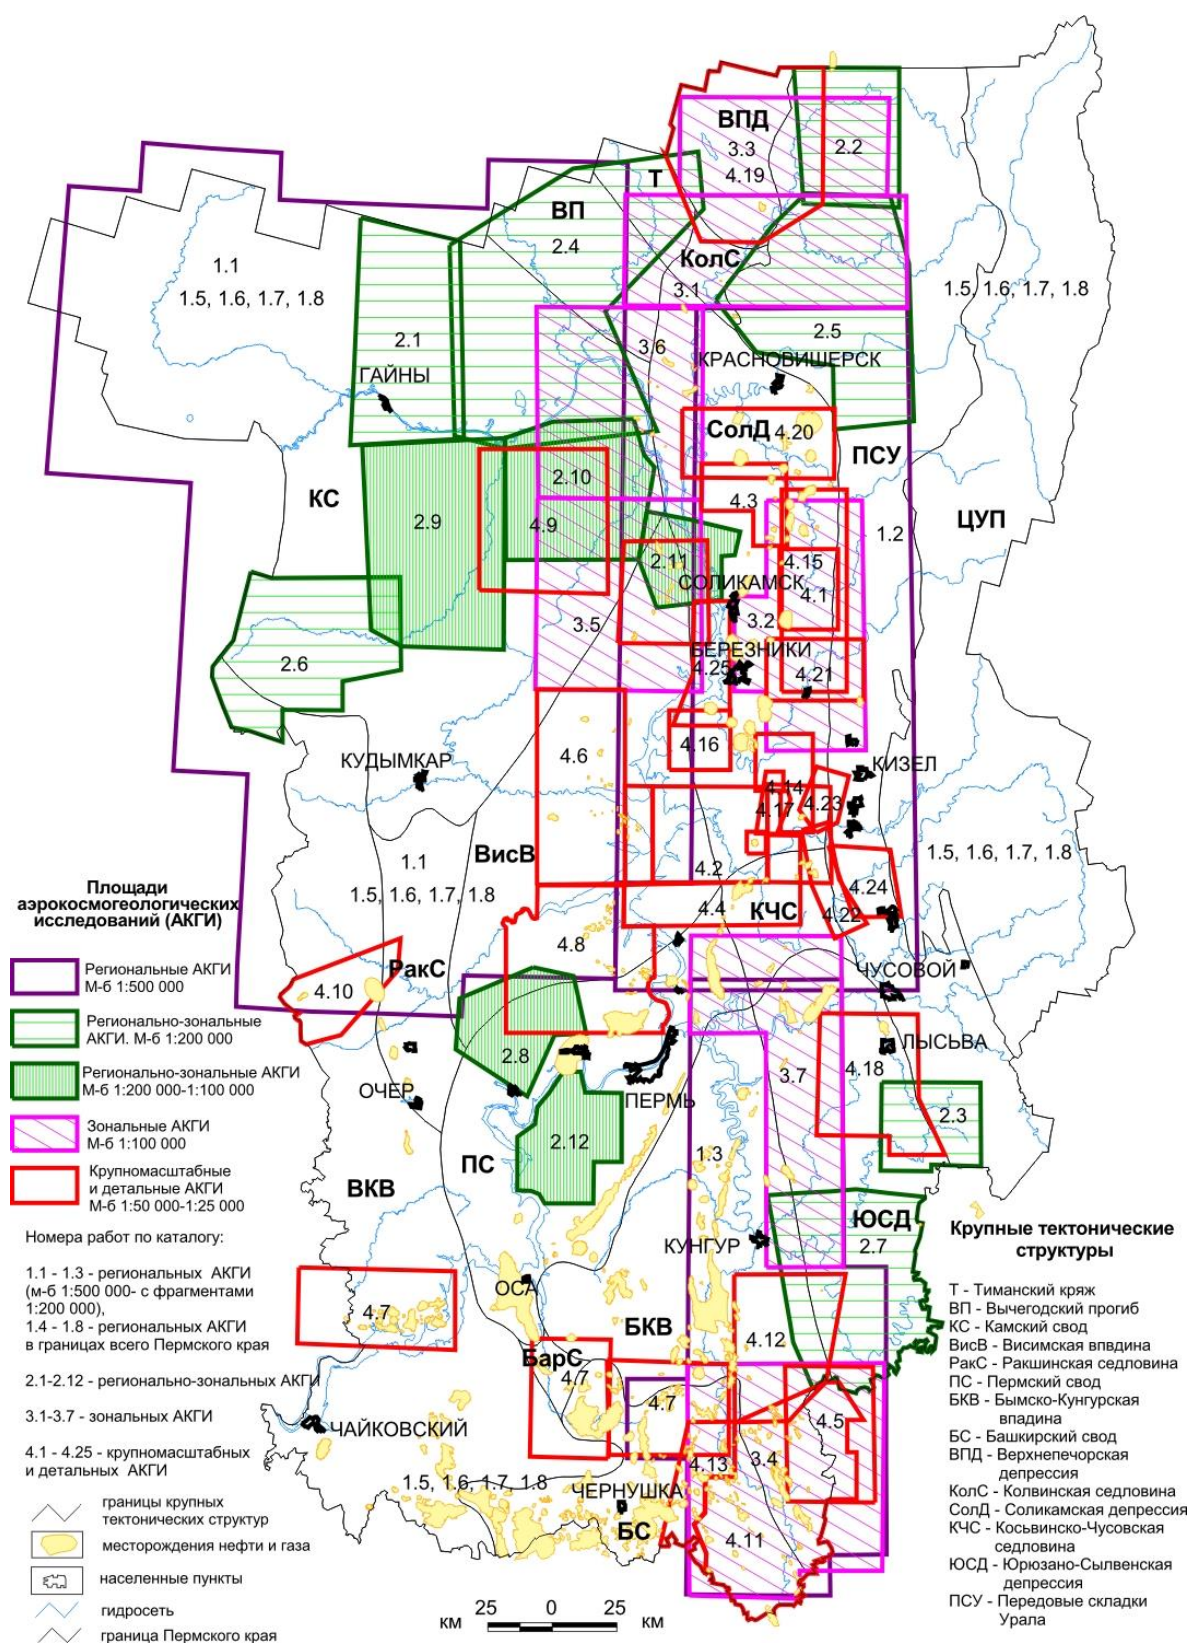 ВПД
3.3
4.19
2.2
Т
ВП
2.4
КолС
3.1
1.1
1.5, 1.6, 1.7, 1.8
1.5, 1.6, 1.7, 1.8
2.1
2.5
3.6
КРАСНОВИШЕРСК
ГАЙНЫ
СолД
4.20
ПСУ
2.10
4.3
КС
2.9
4.9
1.2
ЦУП
2.11
4.15
СОЛИКАМСК
4.1
3.5
3.2
2.6
БЕРЕЗНИКИ
4.25
4.21
4.6
4.16
КУДЫМКАР
КИЗЕЛ
4.14
4.17
4.23
1.1
ВисВ
1.5, 1.6, 1.7, 1.8
1.5, 1.6, 1.7, 1.8
4.2
4.24
4.4
КЧС
4.22
4.8
РакС
4.10
ЧУСОВОЙ
2.8
ЛЫСЬВА
4.18
3.7
ОЧЕР
ПЕРМЬ
2.3
2.12
1.3
ПС
ВКВ
ЮСД
2.7
КУНГУР
ОСА
4.7
БКВ
4.12
БарС
4.7
4.7
4.5
ЧАЙКОВСКИЙ
3.4
4.13
1.5, 1.6, 1.7, 1.8
ЧЕРНУШКА
БС
4.11
Площади
аэрокосмогеологических
исследований (АКГИ)
Региональные АКГИ
М-б 1:500 000
Регионально-зональные
АКГИ. М-б 1:200 000
Регионально-зональные АКГИ
М-б 1:200 000-1:100 000
Зональные АКГИ
М-б 1:100 000
Крупномасштабные
и детальные АКГИ
М-б 1:50 000-1:25 000
Номера работ по каталогу:
1.1 - 1.3 - региональных АКГИ
(м-б 1:500 000- с фрагментами
1:200 000),
1.4 - 1.8 - региональных АКГИ
в границах всего Пермского края
2.1-2.12 - регионально-зональных АКГИ
3.1-3.7 - зональных АКГИ
4.1 - 4.25 - крупномасштабных
и детальных АКГИ
границы крупных
тектонических структур
месторождения нефти и газа
населенные пункты
гидросеть
граница Пермского края
км 25 0 25 км
Крупные тектонические
структуры
Т - Тиманский кряж
ВП - Вычегодский прогиб
КС - Камский свод
ВисВ - Висимская впвдина
РакС - Ракшинская седловина
ПС - Пермский свод
БКВ - Бымско-Кунгурская
впадина
БС - Башкирский свод
ВПД - Верхнепечорская
депрессия
КолС - Колвинская седловина
СолД - Соликамская депрессия
КЧС - Косьвинско-Чусовская
седловина
ЮСД - Юрюзано-Сылвенская
депрессия
ПСУ - Передовые складки
Урала